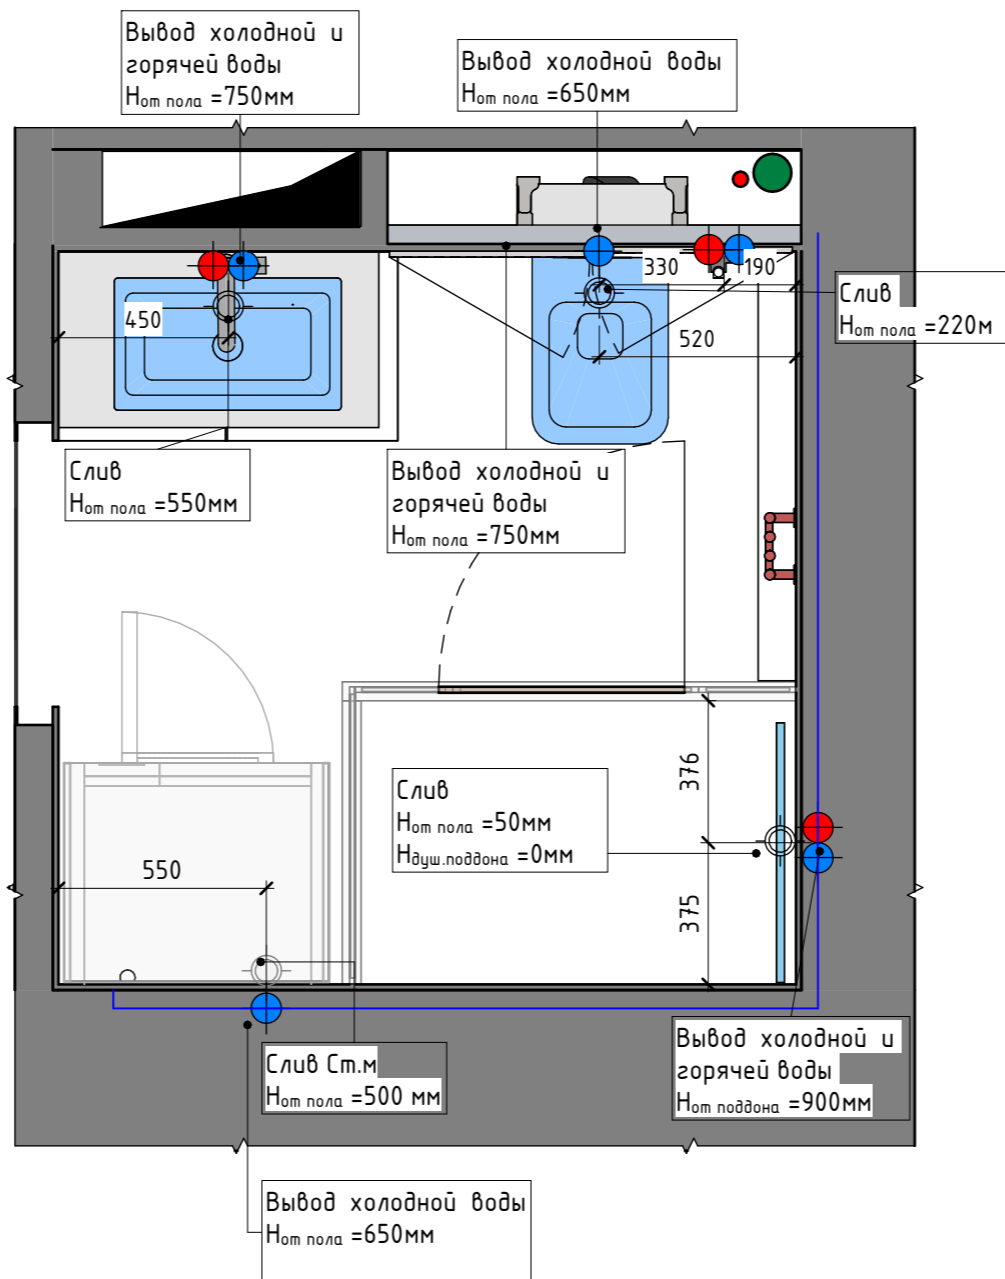 Вывод холодной и
горячей воды
Hот пола =750мм
Вывод холодной воды
Hот пола =650мм
330
190
Слив
Hот пола =220м
450
520
Слив
Hот пола =550мм
Вывод холодной и
горячей воды
Hот пола =750мм
Слив
Hот пола =50мм
Hдуш.поддона =0мм
376
375
550
Слив Ст.м
Hот пола =500 мм
Вывод холодной и
горячей воды
Hот поддона =900мм
Вывод холодной воды
Hот пола =650мм